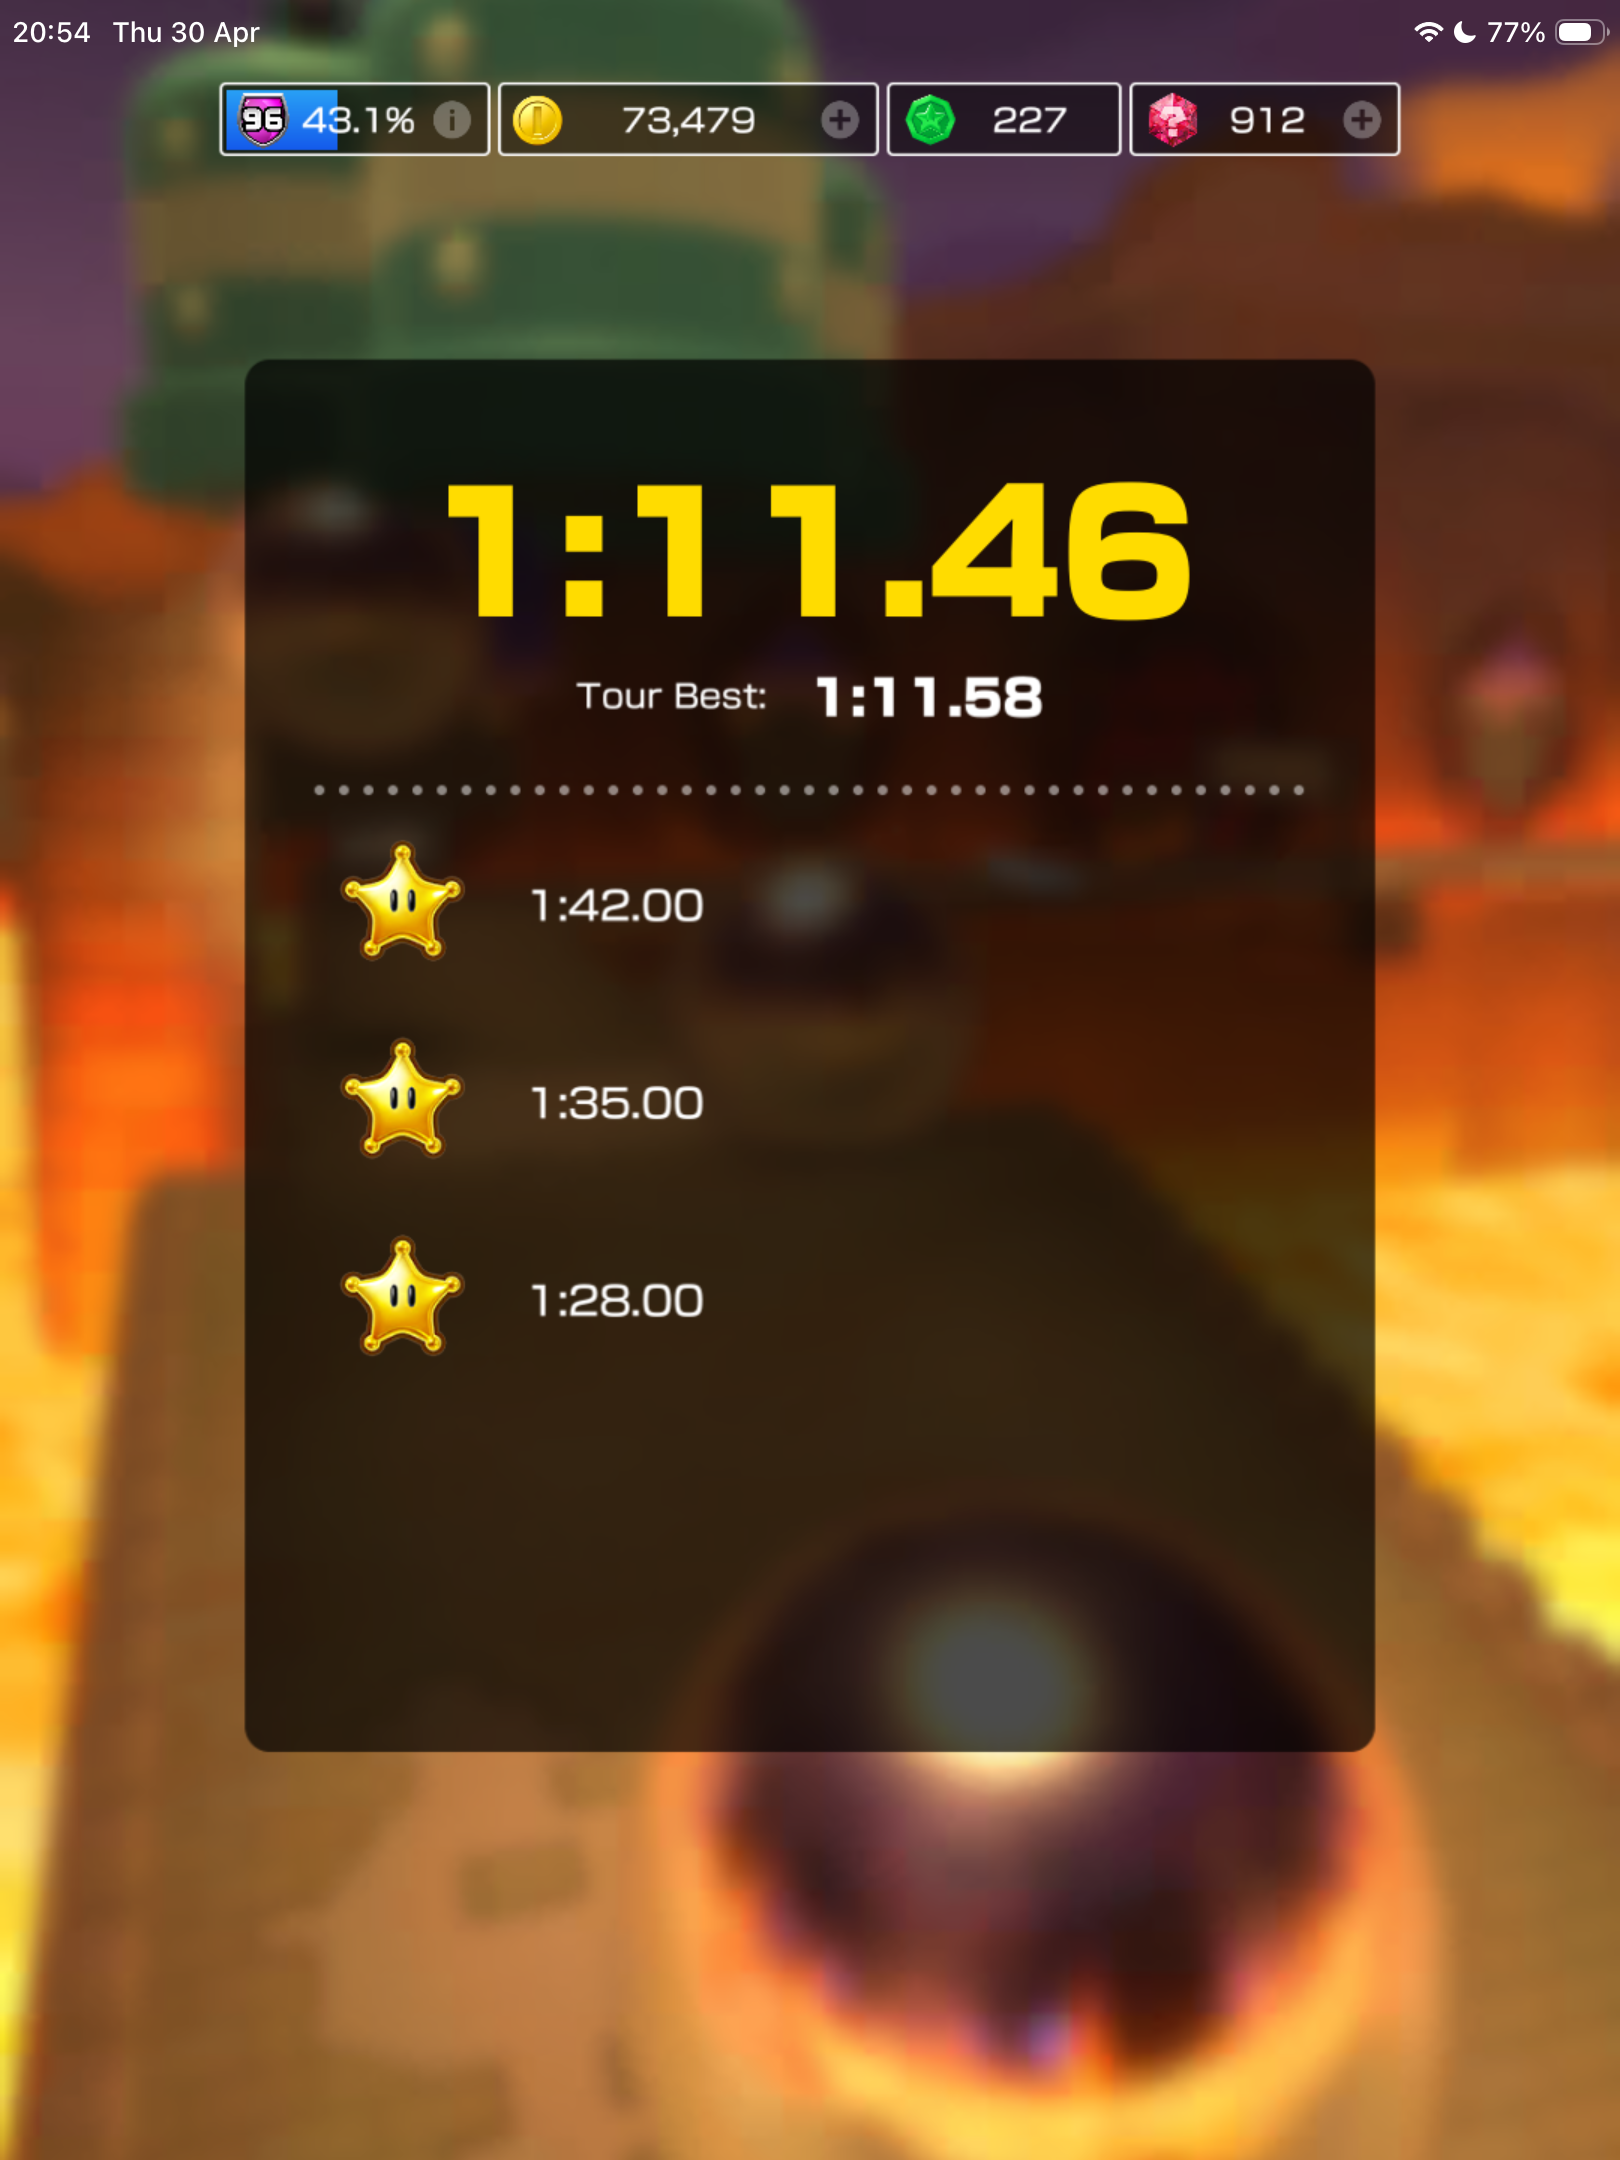 20:54 Thu 30 Apr 77%
96 43.1% i 73,479 + 227 ? 912 +
1:11.46
Tour Best: 1:11.58
1:42.00
1:35.00
1:28.00